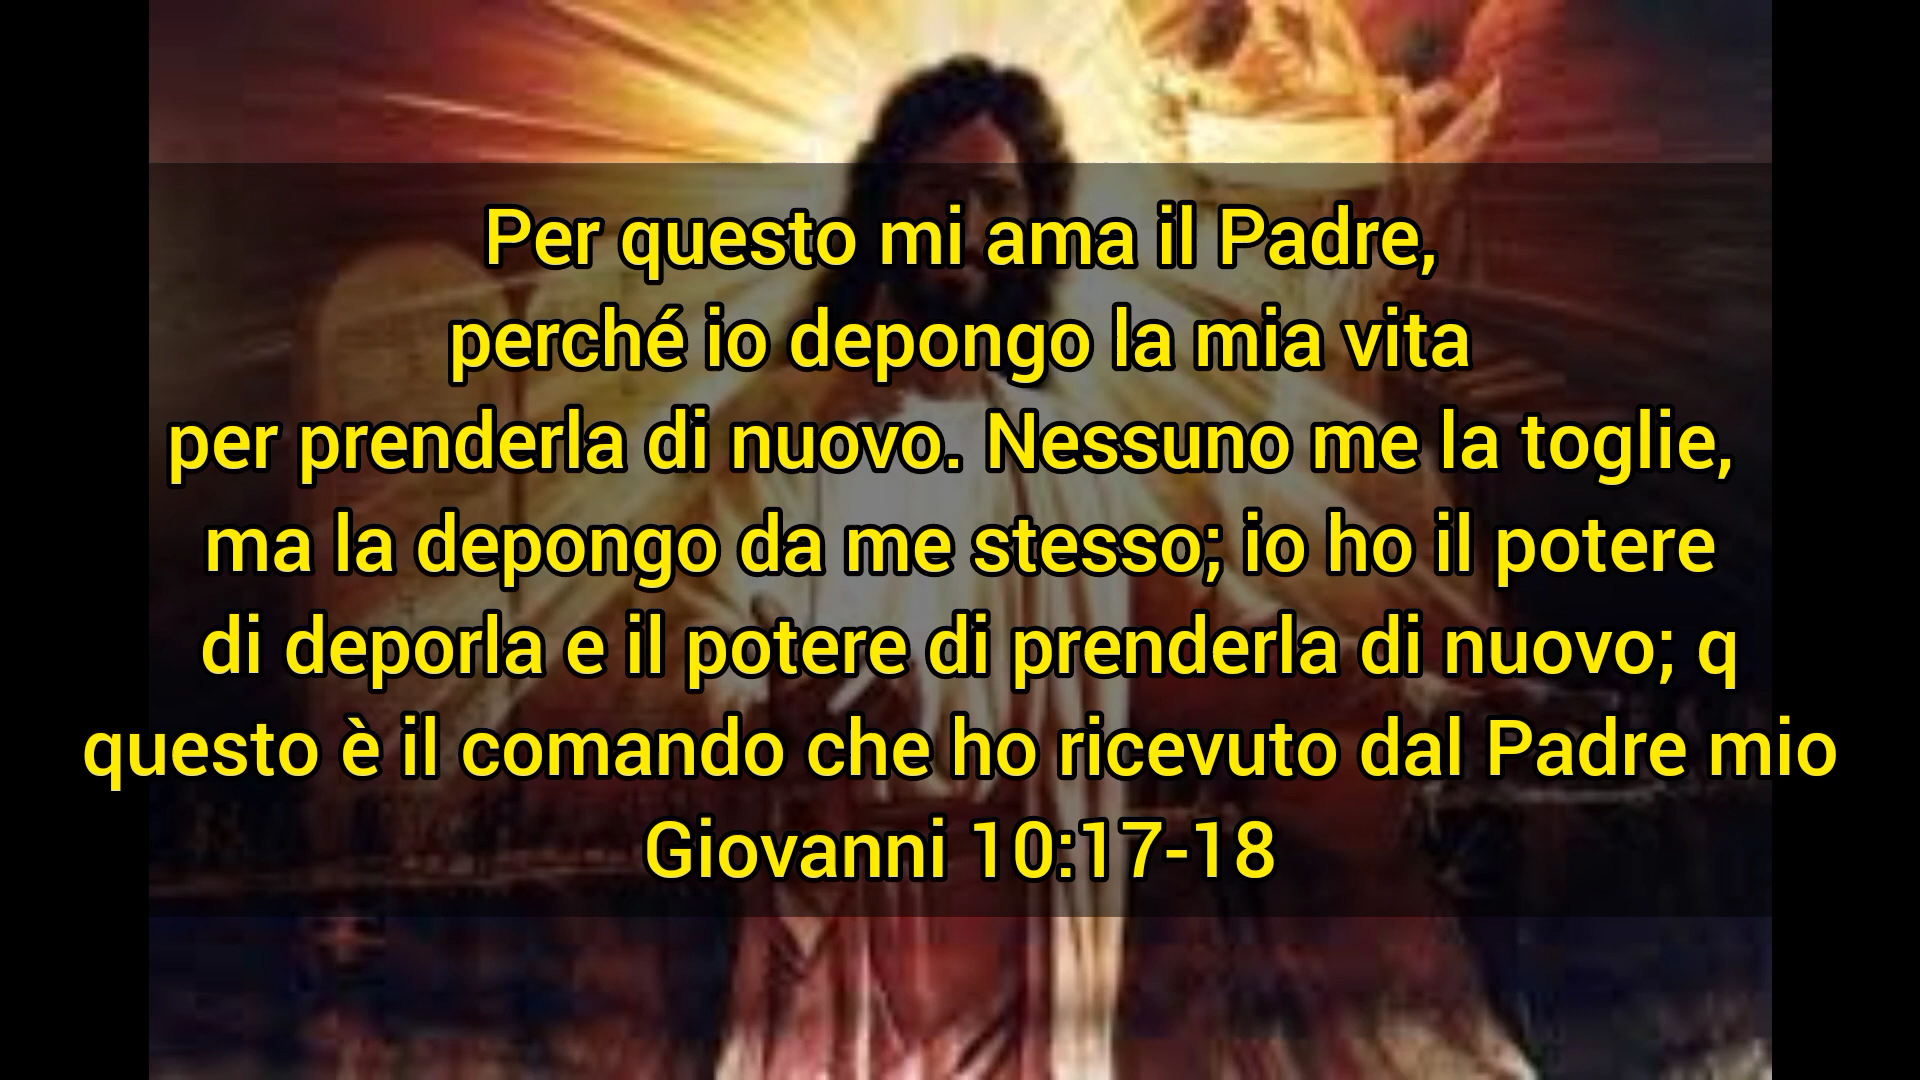 Per questo mi ama il Padre,
perché io depongo la mia vita
per prenderla di nuovo. Nessuno me la toglie,
ma la depongo da me stesso; io ho il potere
di deporla e il potere di prenderla di nuovo; q
questo è il comando che ho ricevuto dal Padre mio
Giovanni 10:17-18